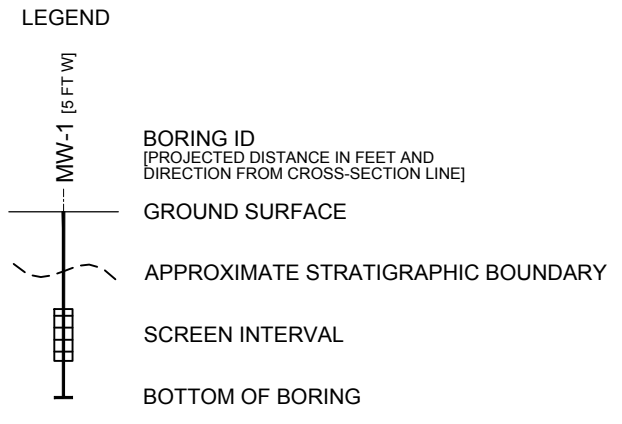 LEGEND
MW-1 [5 FT W]
BORING ID
[PROJECTED DISTANCE IN FEET AND
DIRECTION FROM CROSS-SECTION LINE]
GROUND SURFACE
APPROXIMATE STRATIGRAPHIC BOUNDARY
SCREEN INTERVAL
BOTTOM OF BORING